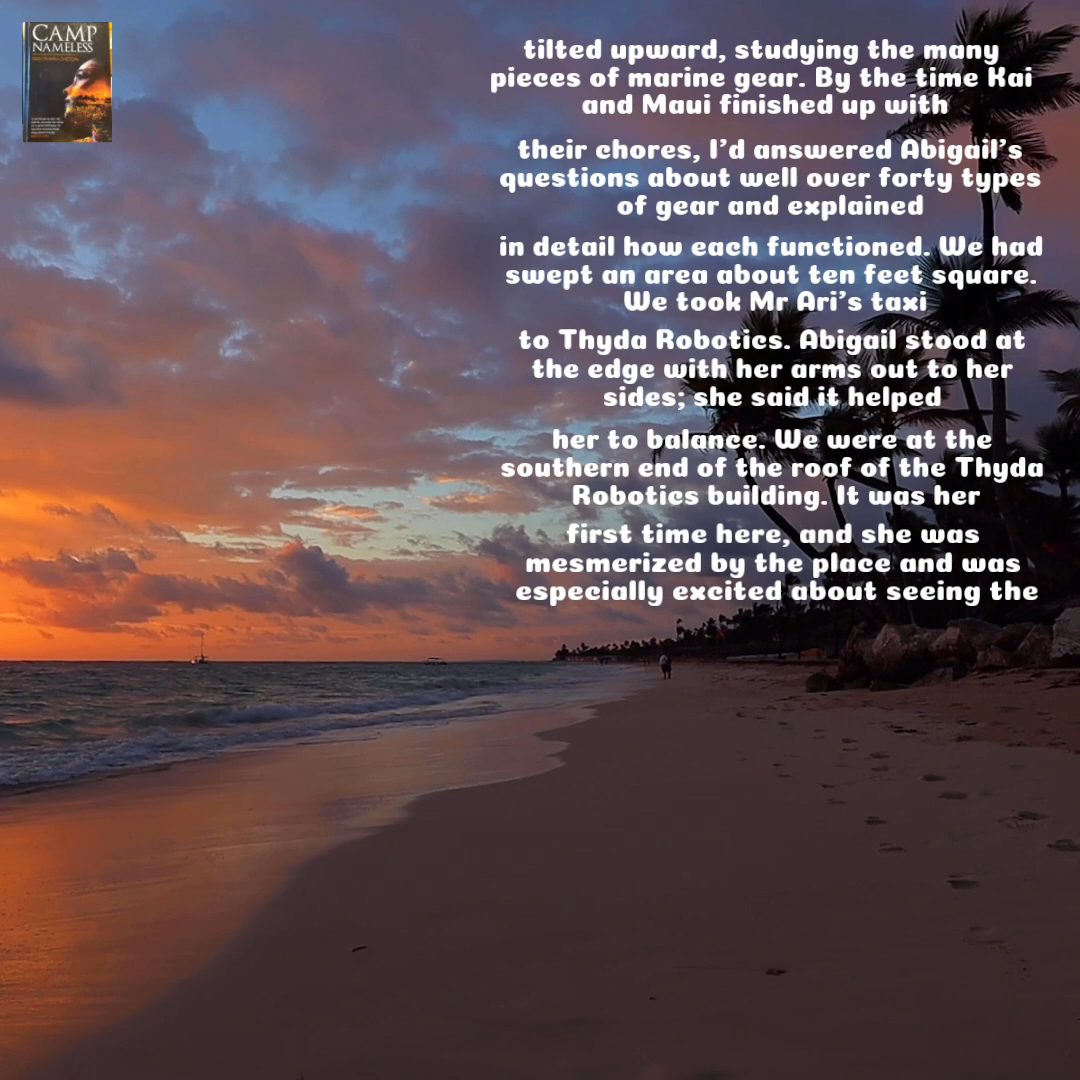 CAMP
NAMELESS
tilted upward, studying the many
pieces of marine gear. By the time Kai
and Maui finished up with
their chores, I'd answered Abigail's
questions about well over forty types
of gear and explained
in detail how each functioned. We had
swept an area about ten feet square.
We took Mr Ari's taxi
to Thyda Robotics. Abigail stood at
the edge with her arms out to her
sides; she said it helped
her to balance. We were at the
southern end of the roof of the Thyda
Robotics building. It was her
first time here, and she was
mesmerized by the place and was
especially excited about seeing the